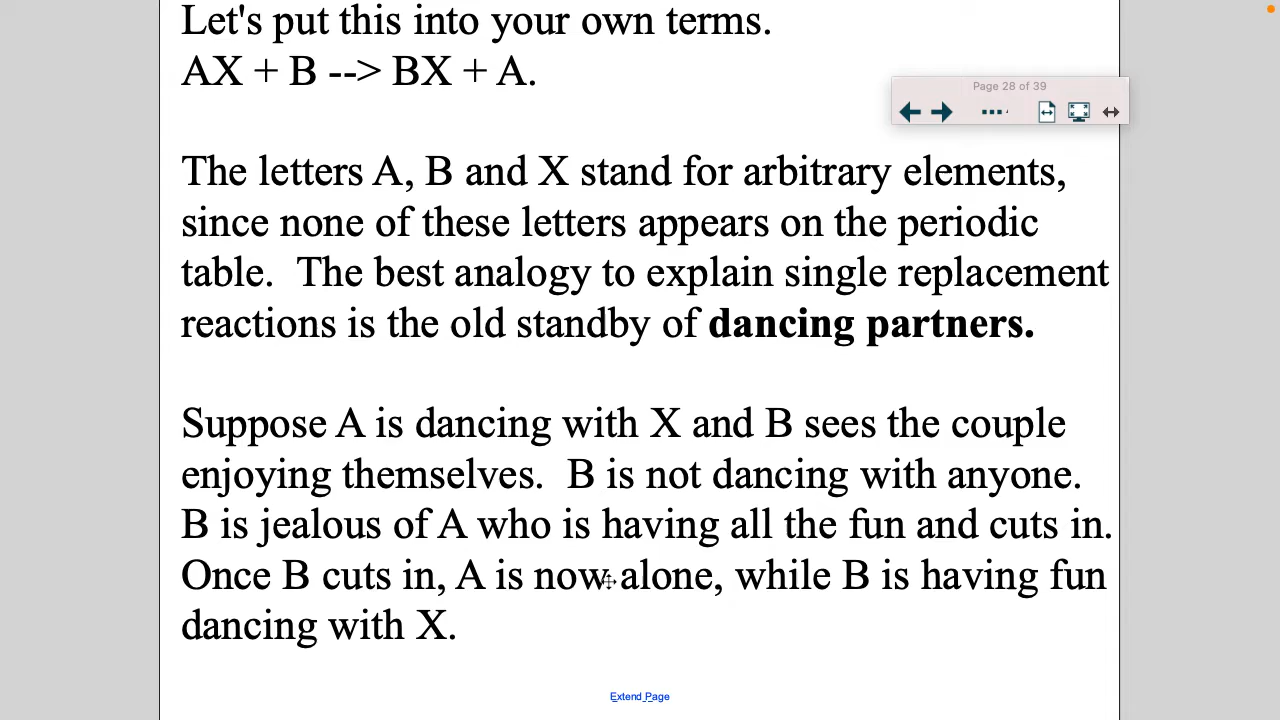 Let's put this into your own terms.
AX + B --> BX + A.
Page 28 of 39
The letters A, B and X stand for arbitrary elements,
since none of these letters appears on the periodic
table.  The best analogy to explain single replacement
reactions is the old standby of dancing partners.
Suppose A is dancing with X and B sees the couple
enjoying themselves.  B is not dancing with anyone.
B is jealous of A who is having all the fun and cuts in.
Once B cuts in, A is now alone, while B is having fun
dancing with X.
Extend Page